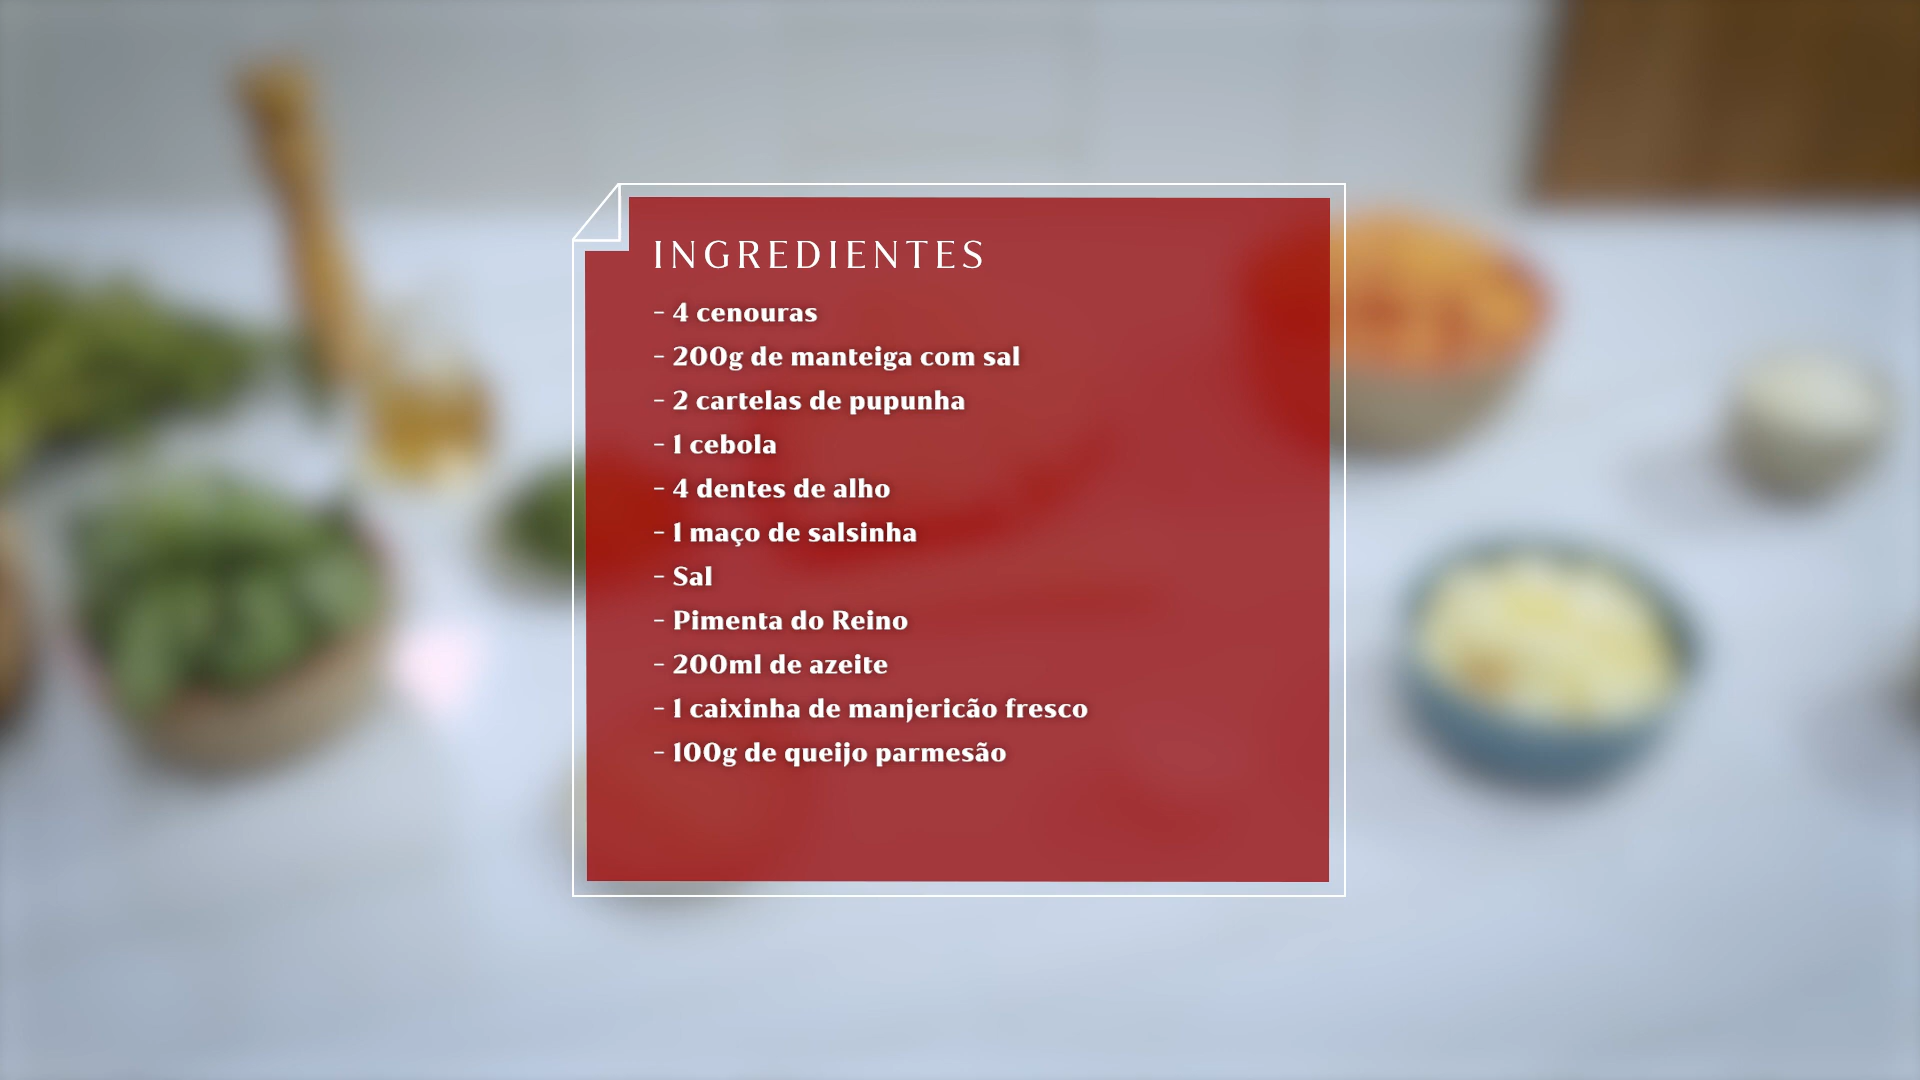 INGREDIENTES
- 4 cenouras
- 200g de manteiga com sal
- 2 cartelas de pupunha
- 1 cebola
- 4 dentes de alho
- 1 maço de salsinha
- Sal
- Pimenta do Reino
- 200ml de azeite
- 1 caixinha de manjericão fresco
- 100g de queijo parmesão